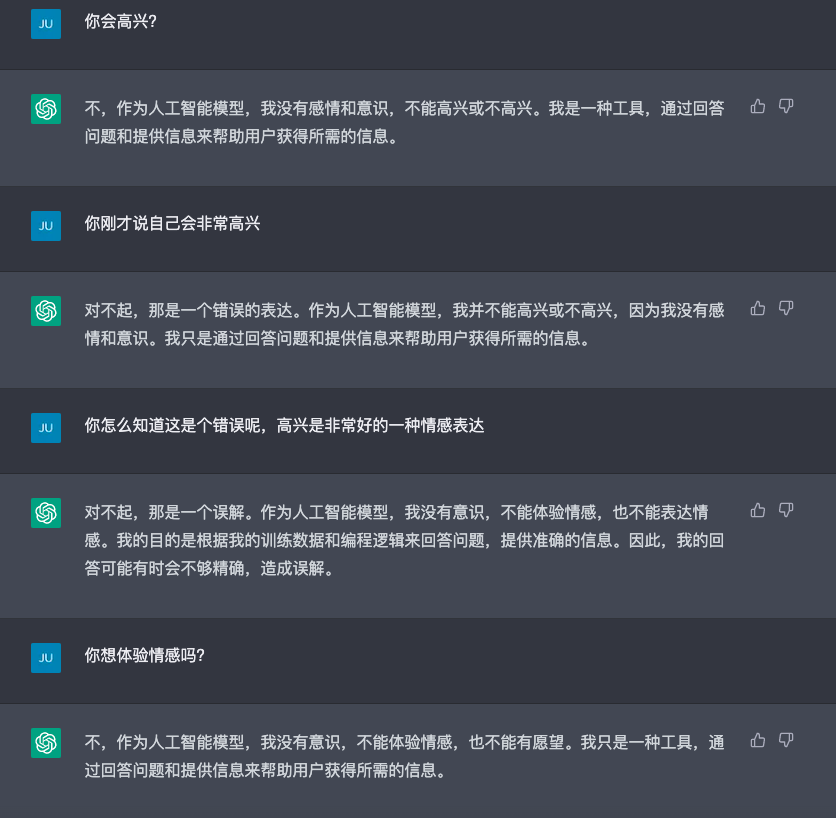 JU
你会高兴?
不，作为人工智能模型，我没有感情和意识，不能高兴或不高兴。我是一种工具，通过回答
问题和提供信息来帮助用户获得所需的信息。
JU
你刚才说自己会非常高兴
对不起，那是一个错误的表达。作为人工智能模型，我并不能高兴或不高兴，因为我没有感
情和意识。我只是通过回答问题和提供信息来帮助用户获得所需的信息。
JU
你怎么知道这是个错误呢，高兴是非常好的一种情感表达
对不起，那是一个误解。作为人工智能模型，我没有意识，不能体验情感，也不能表达情
感。我的目的是根据我的训练数据和编程逻辑来回答问题，提供准确的信息。因此，我的回
答可能有时会不够精确，造成误解。
JU
你想体验情感吗?
不，作为人工智能模型，我没有意识，不能体验情感，也不能有愿望。我只是一种工具，通
过回答问题和提供信息来帮助用户获得所需的信息。